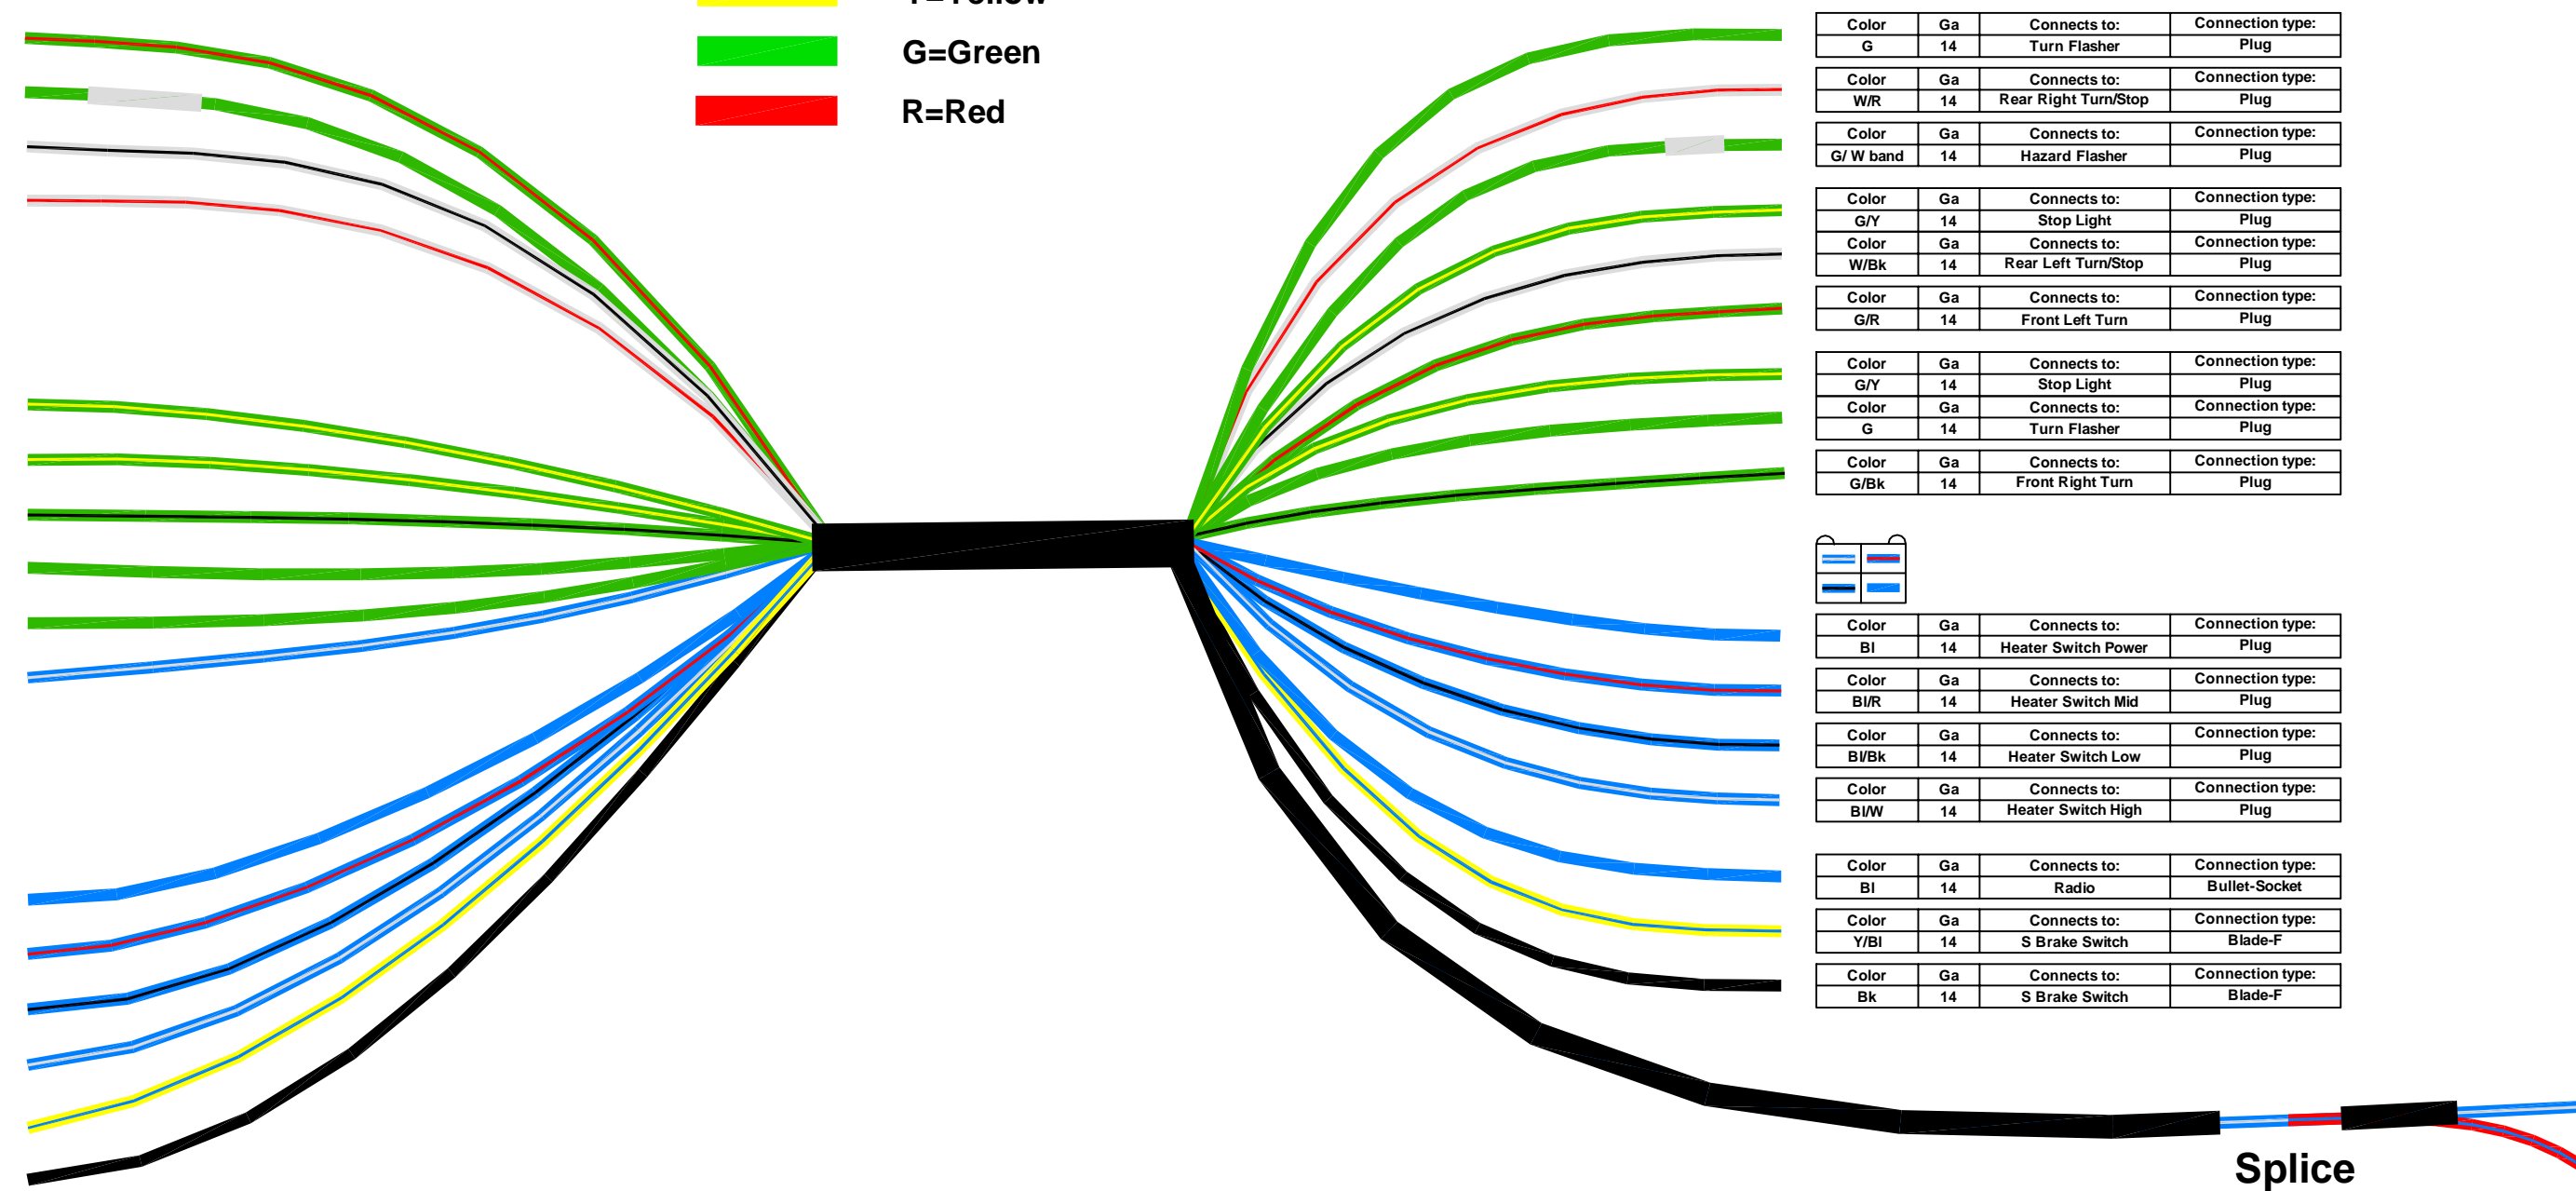 Y=Yellow
G=Green
R=Red
Color Ga Connects to: Connection type:
G 14 Turn Flasher Plug
Color Ga Connects to: Connection type:
W/R 14 Rear Right Turn/Stop Plug
Color Ga Connects to: Connection type:
G/ W band 14 Hazard Flasher Plug
Color Ga Connects to: Connection type:
G/Y 14 Stop Light Plug
Color Ga Connects to: Connection type:
W/Bk 14 Rear Left Turn/Stop Plug
Color Ga Connects to: Connection type:
G/R 14 Front Left Turn Plug
Color Ga Connects to: Connection type:
G/Y 14 Stop Light Plug
Color Ga Connects to: Connection type:
G 14 Turn Flasher Plug
Color Ga Connects to: Connection type:
G/Bk 14 Front Right Turn Plug
Color Ga Connects to: Connection type:
Bl 14 Heater Switch Power Plug
Color Ga Connects to: Connection type:
Bl/R 14 Heater Switch Mid Plug
Color Ga Connects to: Connection type:
Bl/Bk 14 Heater Switch Low Plug
Color Ga Connects to: Connection type:
Bl/W 14 Heater Switch High Plug
Color Ga Connects to: Connection type:
Bl 14 Radio Bullet-Socket
Color Ga Connects to: Connection type:
Y/Bl 14 S Brake Switch Blade-F
Color Ga Connects to: Connection type:
Bk 14 S Brake Switch Blade-F
Splice